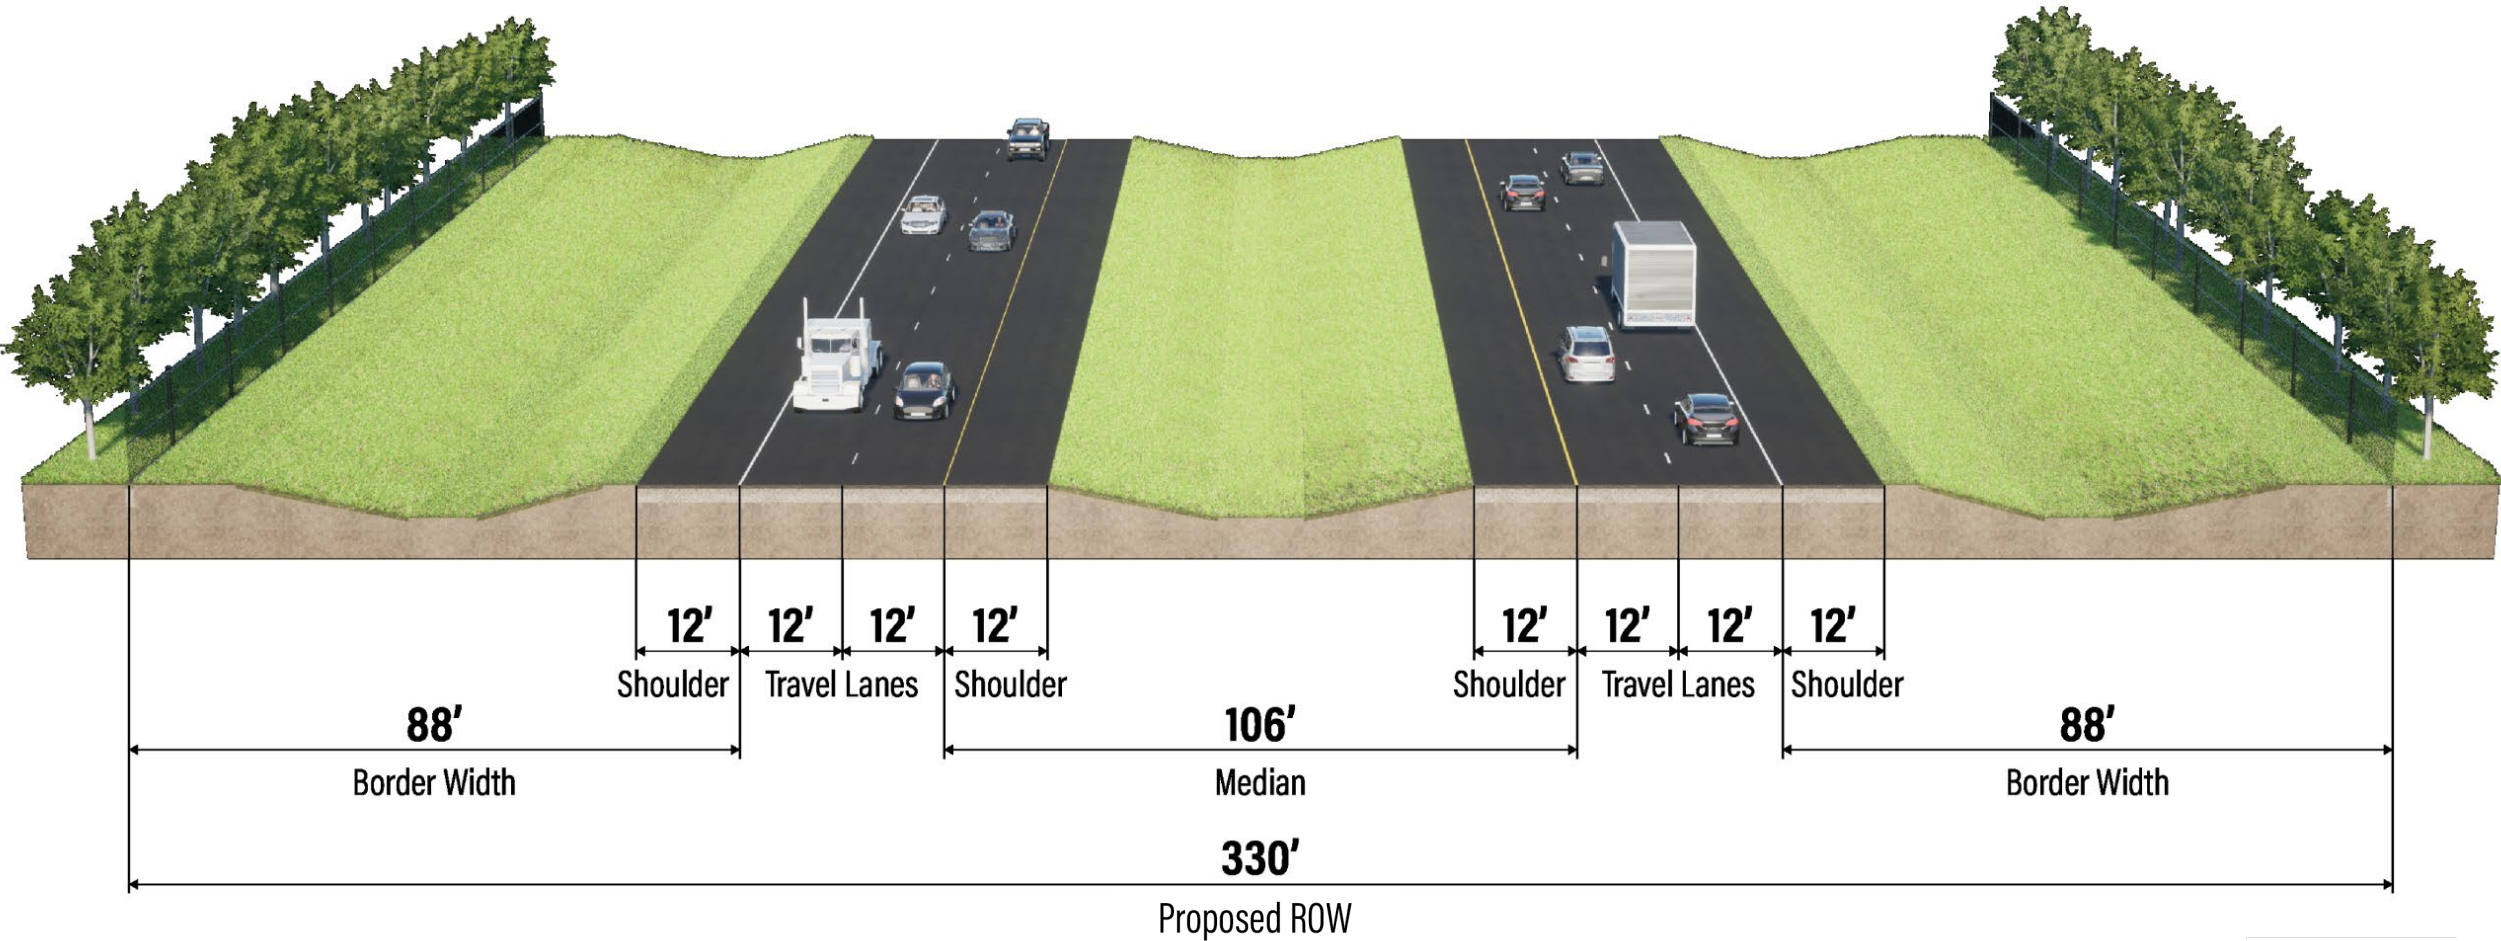 12’ 12’ 12’ 12’ 12’ 12’ 12’ 12’
Shoulder Travel Lanes Shoulder Shoulder Travel Lanes Shoulder
88’ 106’ 88’
Border Width Median Border Width
330’
Proposed ROW